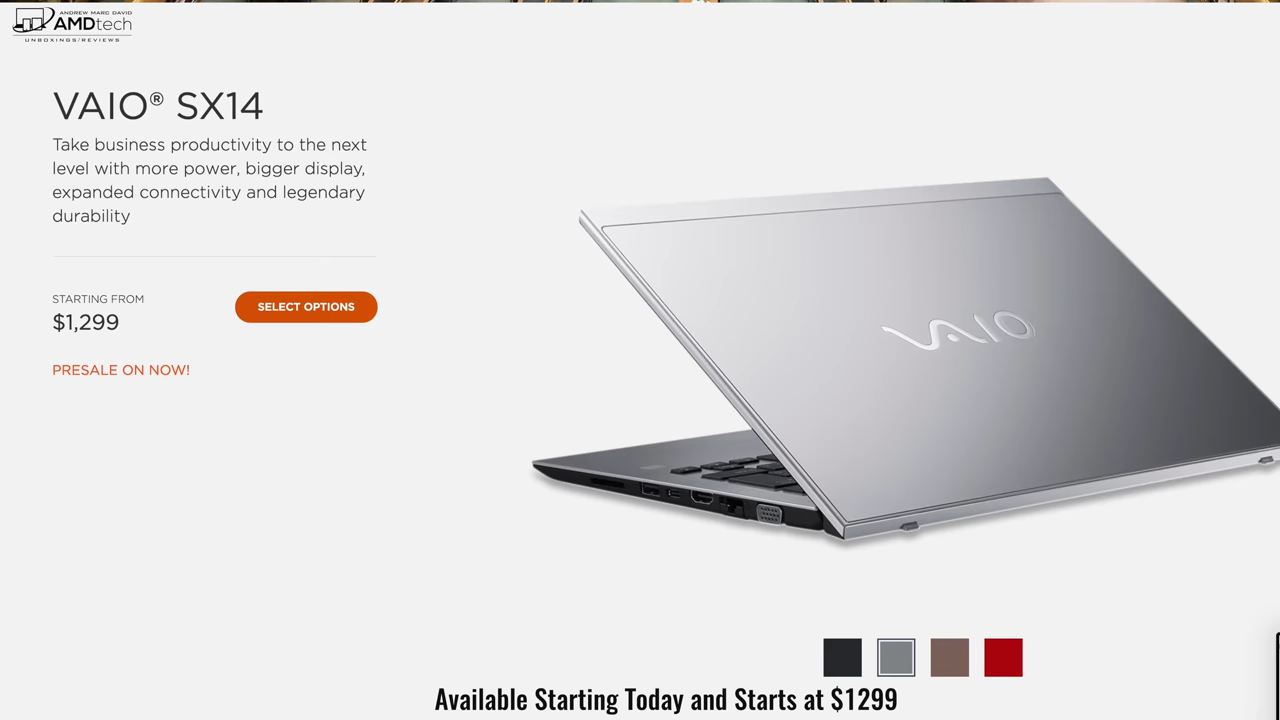 ANDREW MARC DAVID
AMDtech
UNBOXINGS/REVIEWS
VAIO® SX14
Take business productivity to the next
level with more power, bigger display,
expanded connectivity and legendary
durability
STARTING FROM
$1,299
SELECT OPTIONS
PRESALE ON NOW!
VAIO
Available Starting Today and Starts at $1299